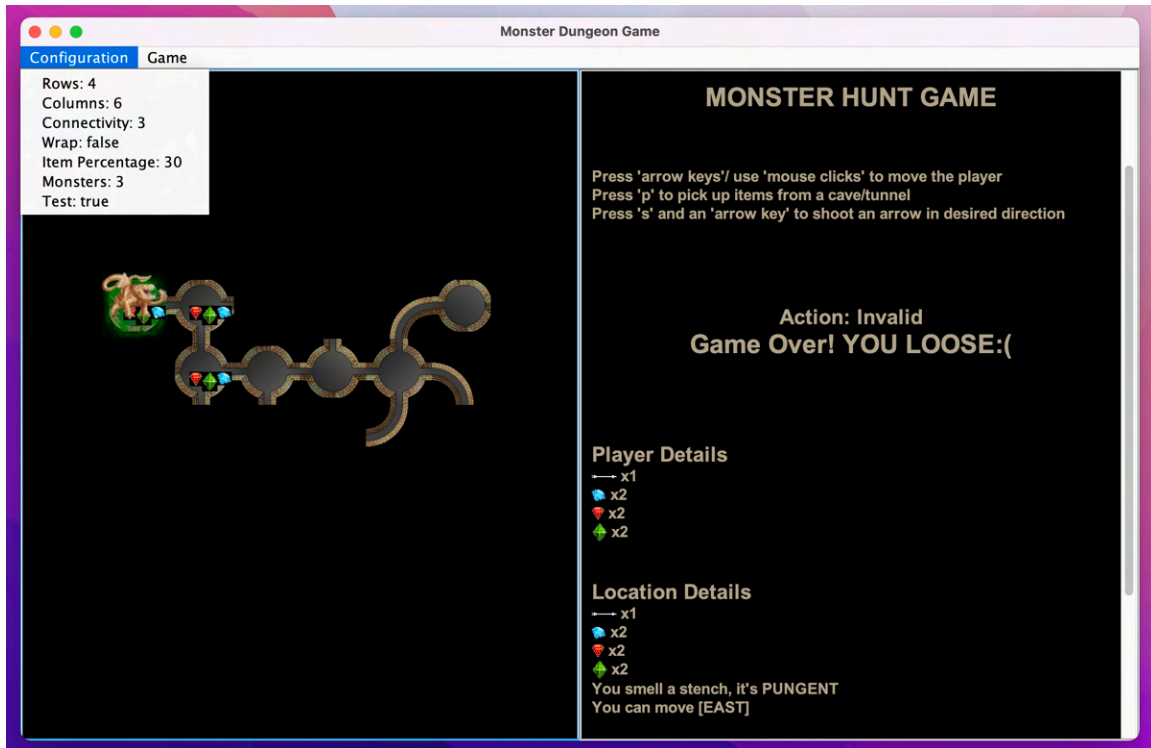 Monster Dungeon Game
Configuration Game
Rows: 4
Columns: 6
Connectivity: 3
Wrap: false
Item Percentage: 30
Monsters: 3
Test: true
MONSTER HUNT GAME
Press 'arrow keys'/ use 'mouse clicks' to move the player
Press 'p' to pick up items from a cave/tunnel
Press 's' and an 'arrow key' to shoot an arrow in desired direction
Action: Invalid
Game Over! YOU LOOSE:(
Player Details
x1
x2
x2
x2
Location Details
x1
x2
x2
x2
You smell a stench, it's PUNGENT
You can move [EAST]